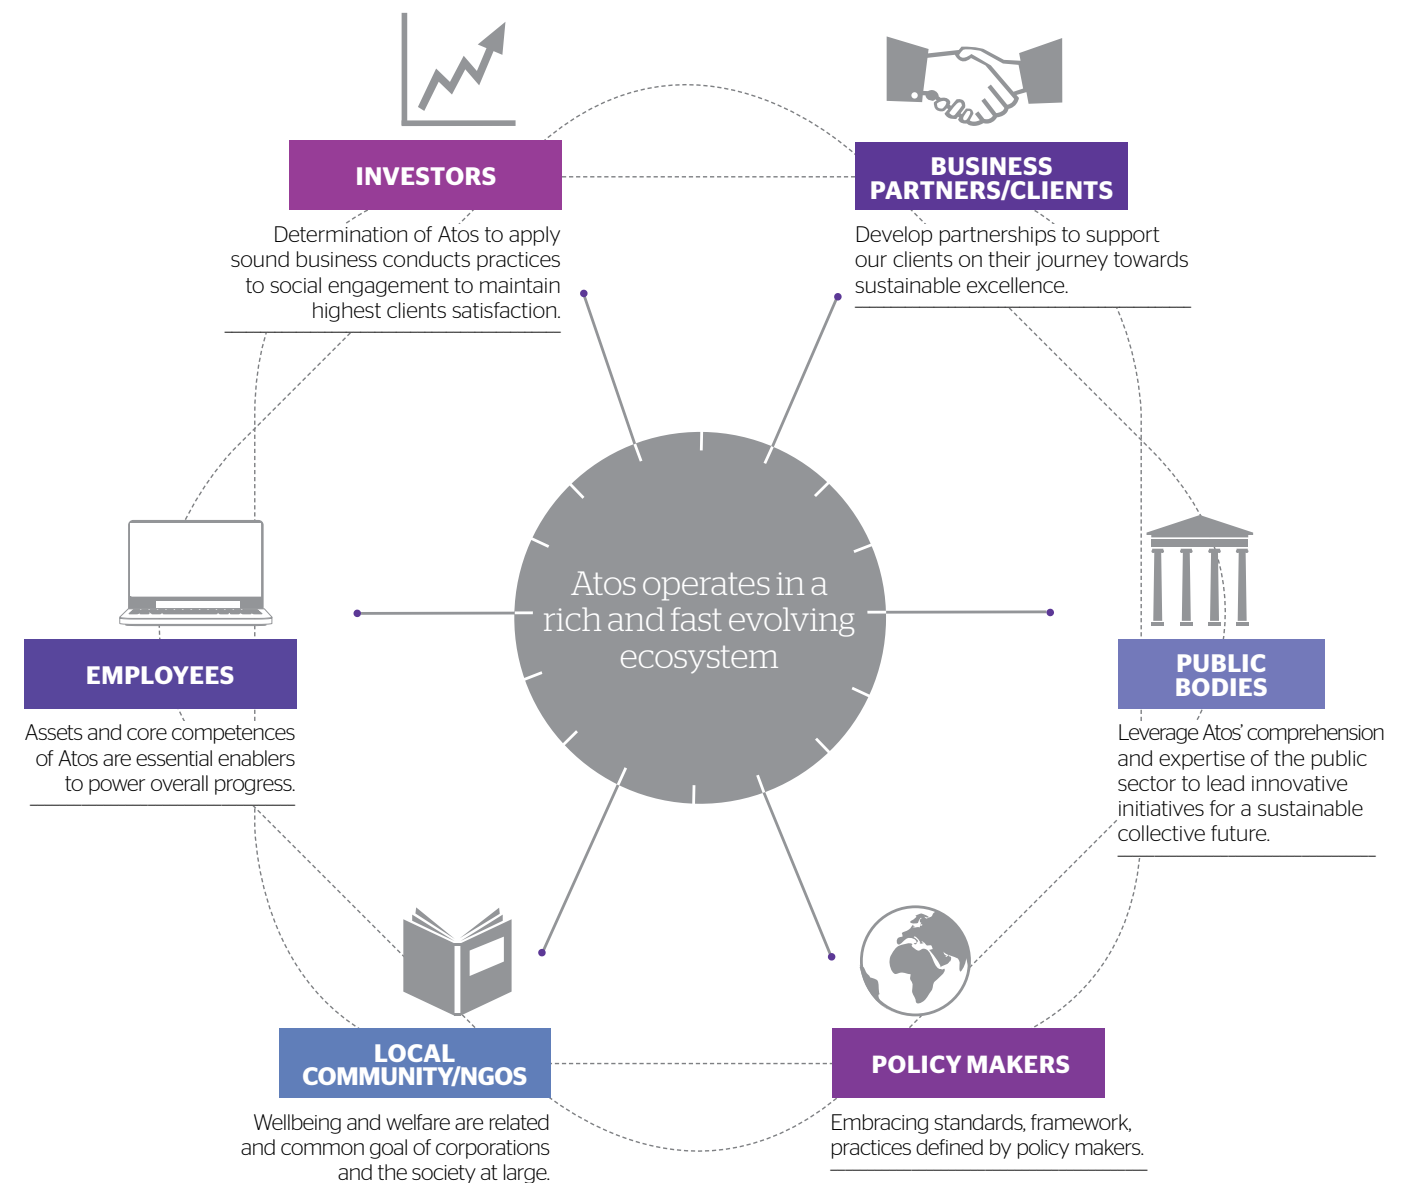 INVESTORS
Determination of Atos to apply
sound business conducts practices
to social engagement to maintain
highest clients satisfaction.
BUSINESS
PARTNERS/CLIENTS
Develop partnerships to support
our clients on their journey towards
sustainable excellence.
Atos operates in a
rich and fast evolving
ecosystem
EMPLOYEES
Assets and core competences
of Atos are essential enablers
to power overall progress.
PUBLIC
BODIES
Leverage Atos’ comprehension
and expertise of the public
sector to lead innovative
initiatives for a sustainable
collective future.
LOCAL
COMMUNITY/NGOS
Wellbeing and welfare are related
and common goal of corporations
and the society at large.
POLICY MAKERS
Embracing standards, framework,
practices defined by policy makers.